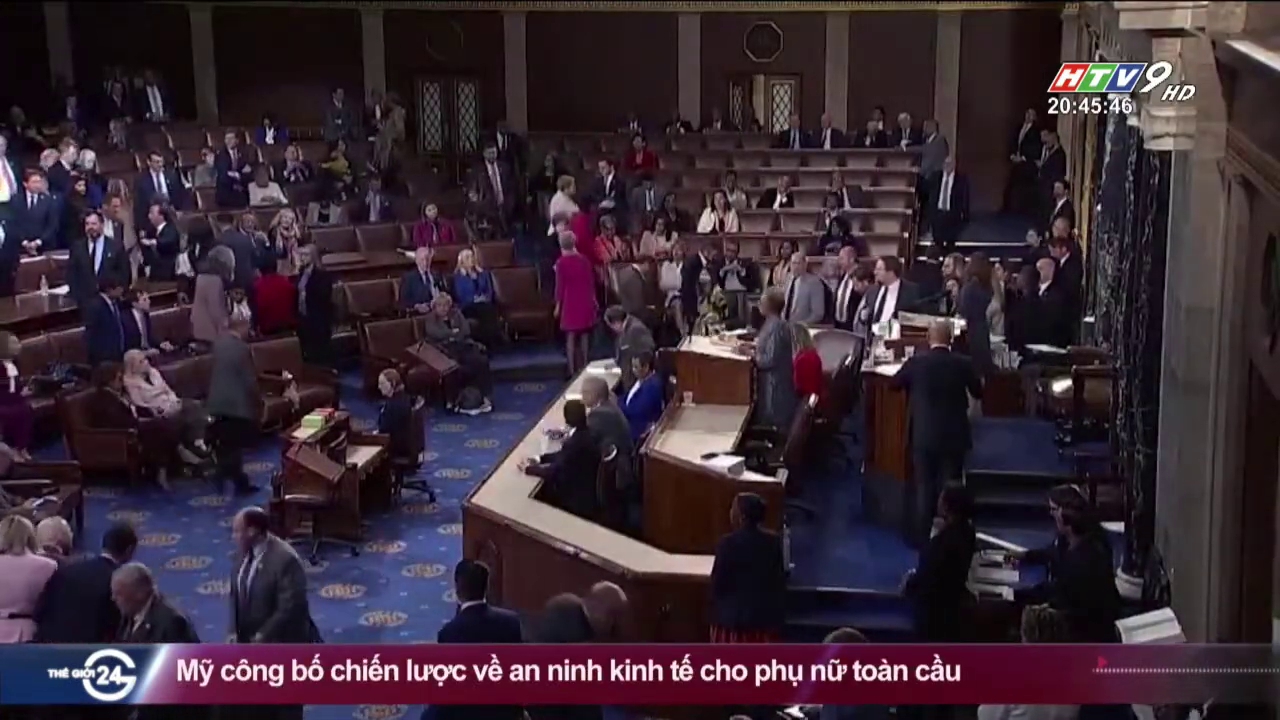 HTV9 HD
20:45:46
THẾ GIỚI 24G
Mỹ công bố chiến lược về an ninh kinh tế cho phụ nữ toàn cầu